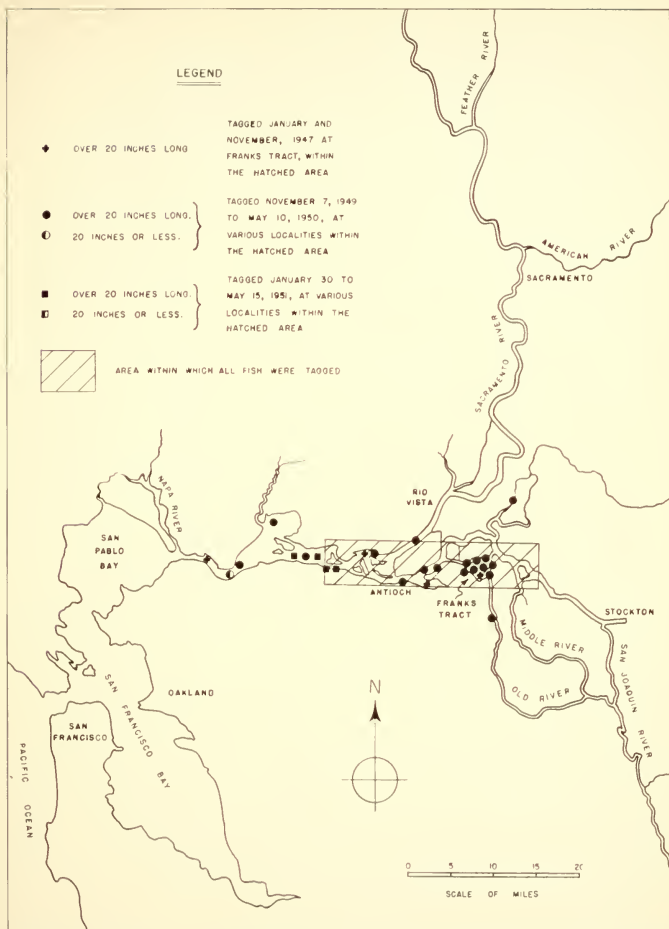 LEGEND
OVER 20 INCHES LONG
TAGGED JANUARY AND
NOVEMBER, 1947 AT
FRANKS TRACT, WITHIN
THE HATCHED AREA
OVER 20 INCHES LONG.
20 INCHES OR LESS.
TAGGED NOVEMBER 7, 1949
TO MAY 10, 1950, AT
VARIOUS LOCALITIES WITHIN
THE HATCHED AREA
OVER 20 INCHES LONG.
20 INCHES OR LESS.
TAGGED JANUARY 30 TO
MAY 15, 1951, AT VARIOUS
LOCALITIES WITHIN THE
HATCHED AREA
AREA WITHIN WHICH ALL FISH WERE TAGGED
FEATHER RIVER
AMERICAN RIVER
SACRAMENTO
SACRAMENTO RIVER
NAPA RIVER
RIO
VISTA
SAN
PABLO
BAY
ANTIOCH
FRANKS
TRACT
STOCKTON
MIDDLE RIVER
OLD RIVER
SAN JOAQUIN RIVER
OAKLAND
SAN FRANCISCO BAY
SAN
FRANCISCO
PACIFIC OCEAN
N
0 5 10 15 20
SCALE OF MILES